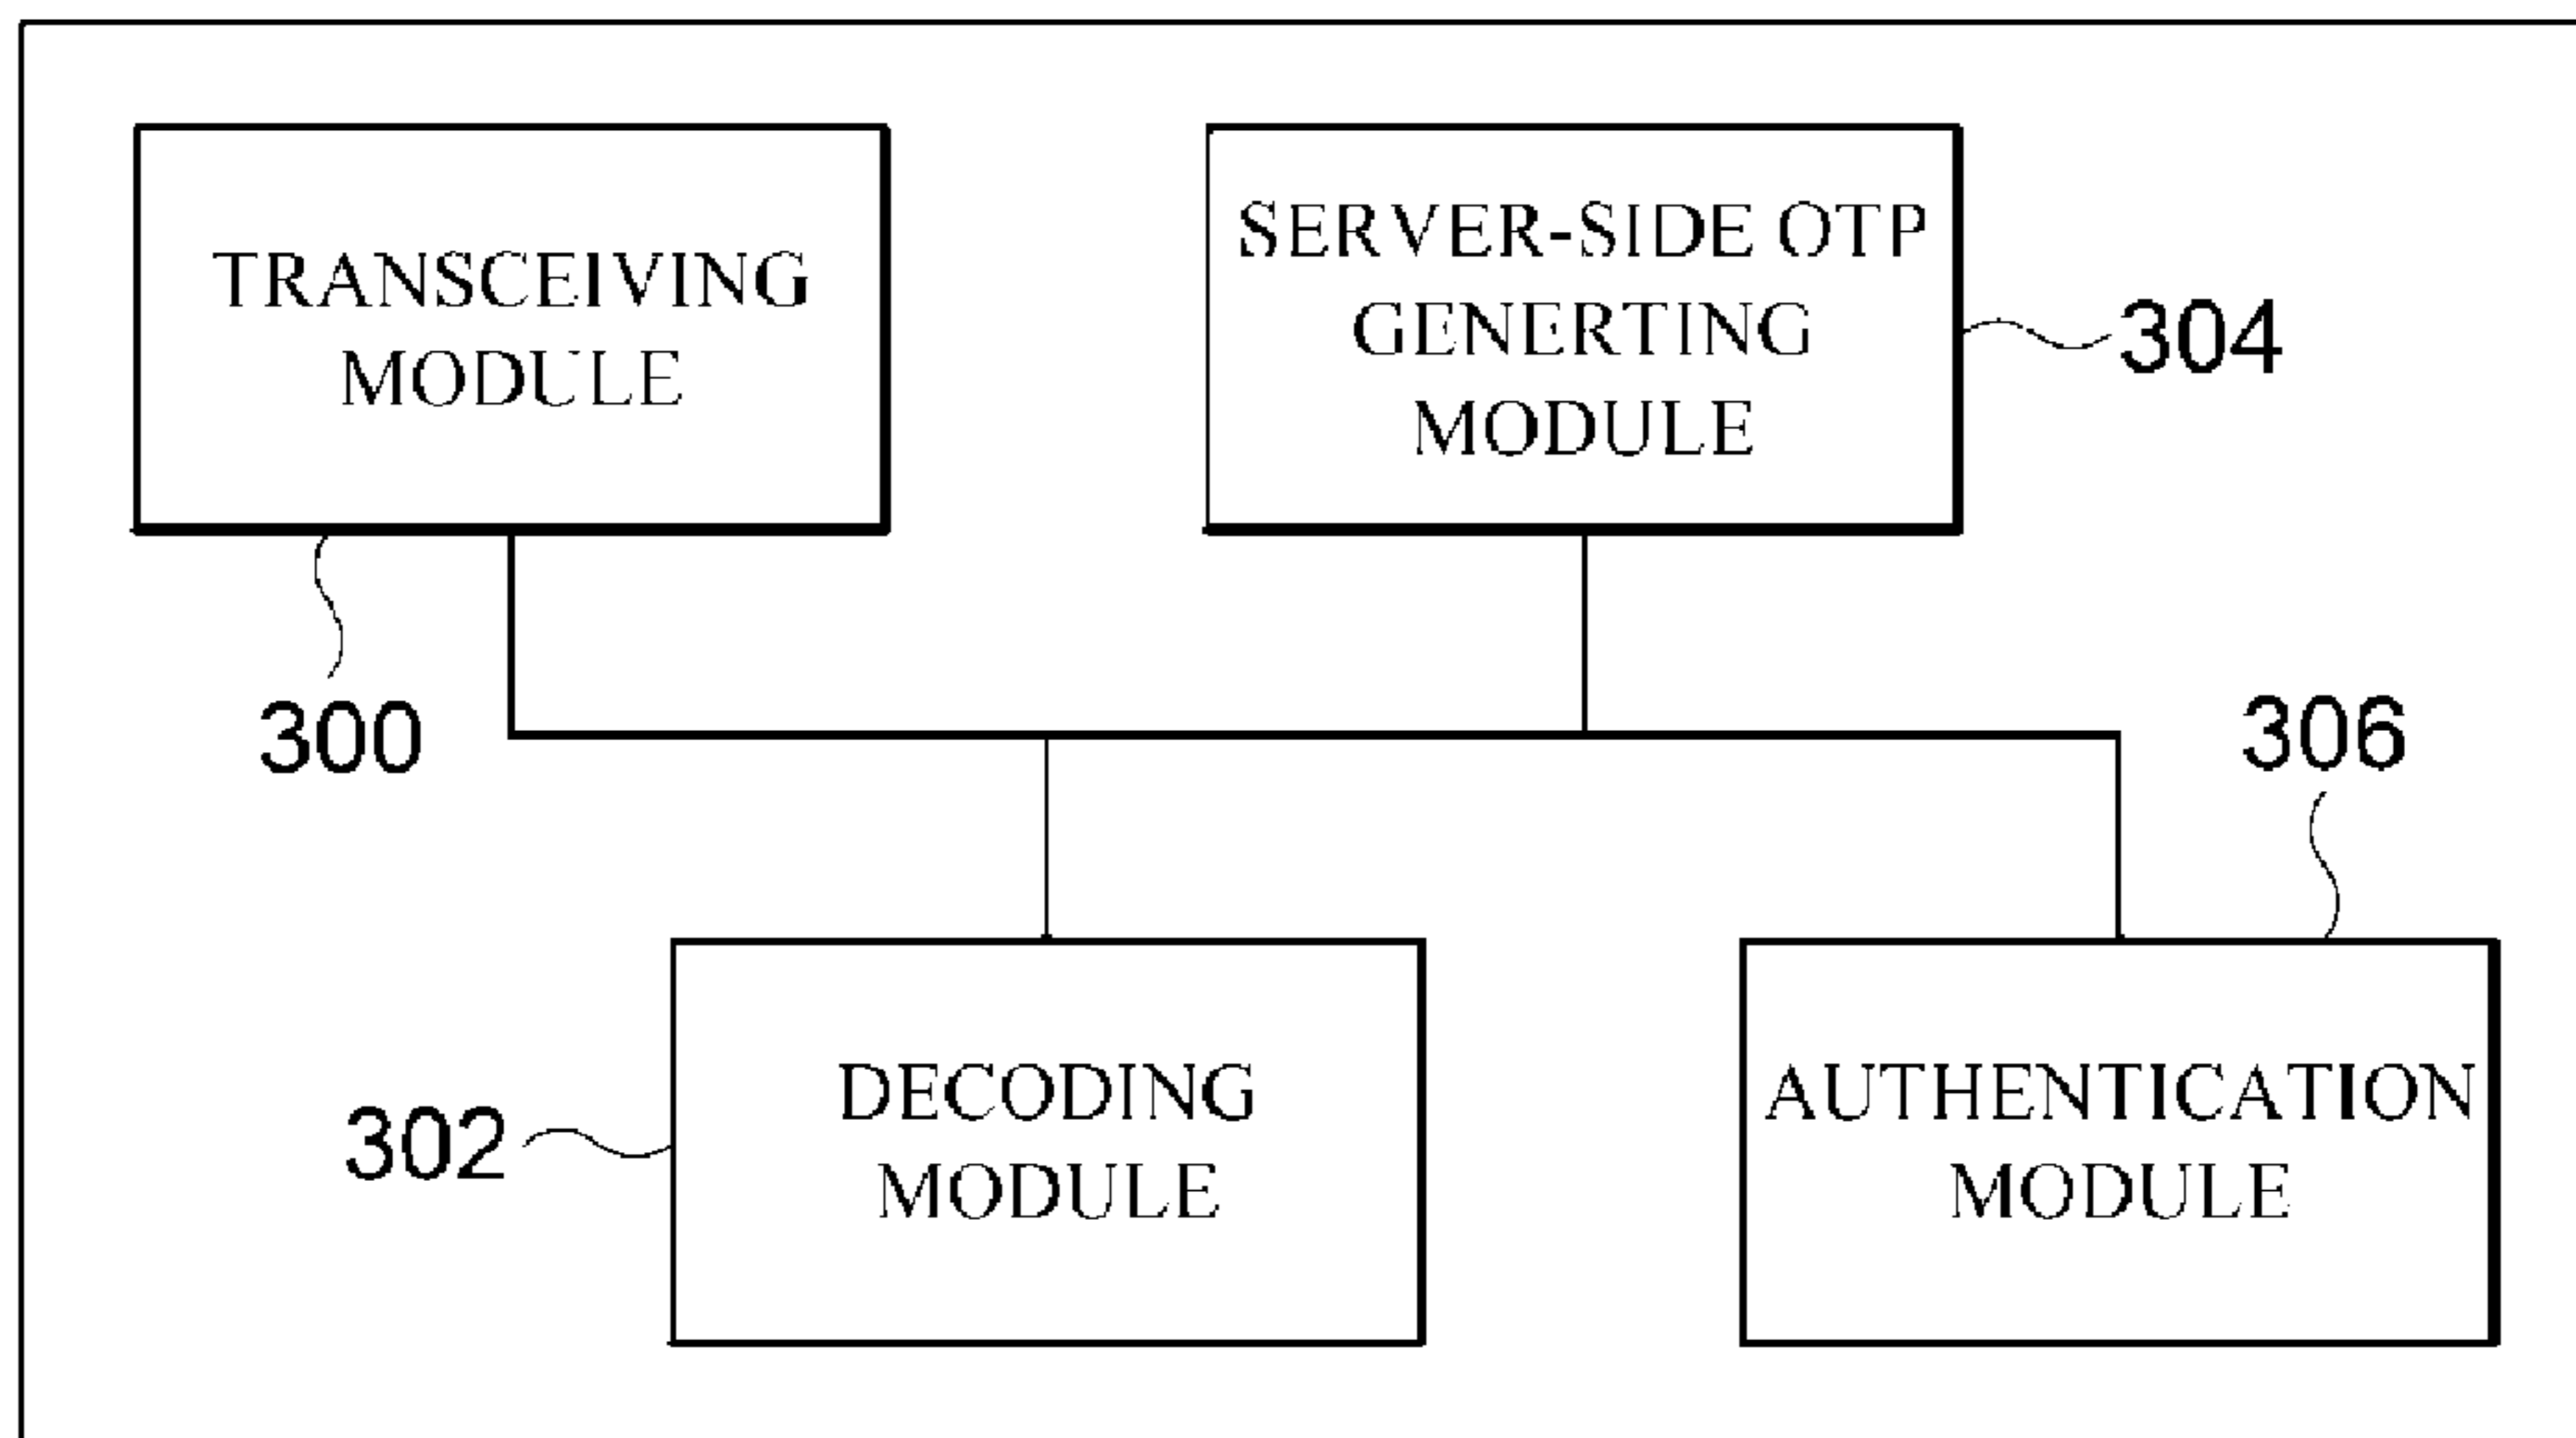 TRANSCEIVING
MODULE
300
SERVER-SIDE OTP
GENERTING
MODULE
304
302
DECODING
MODULE
306
AUTHENTICATION
MODULE